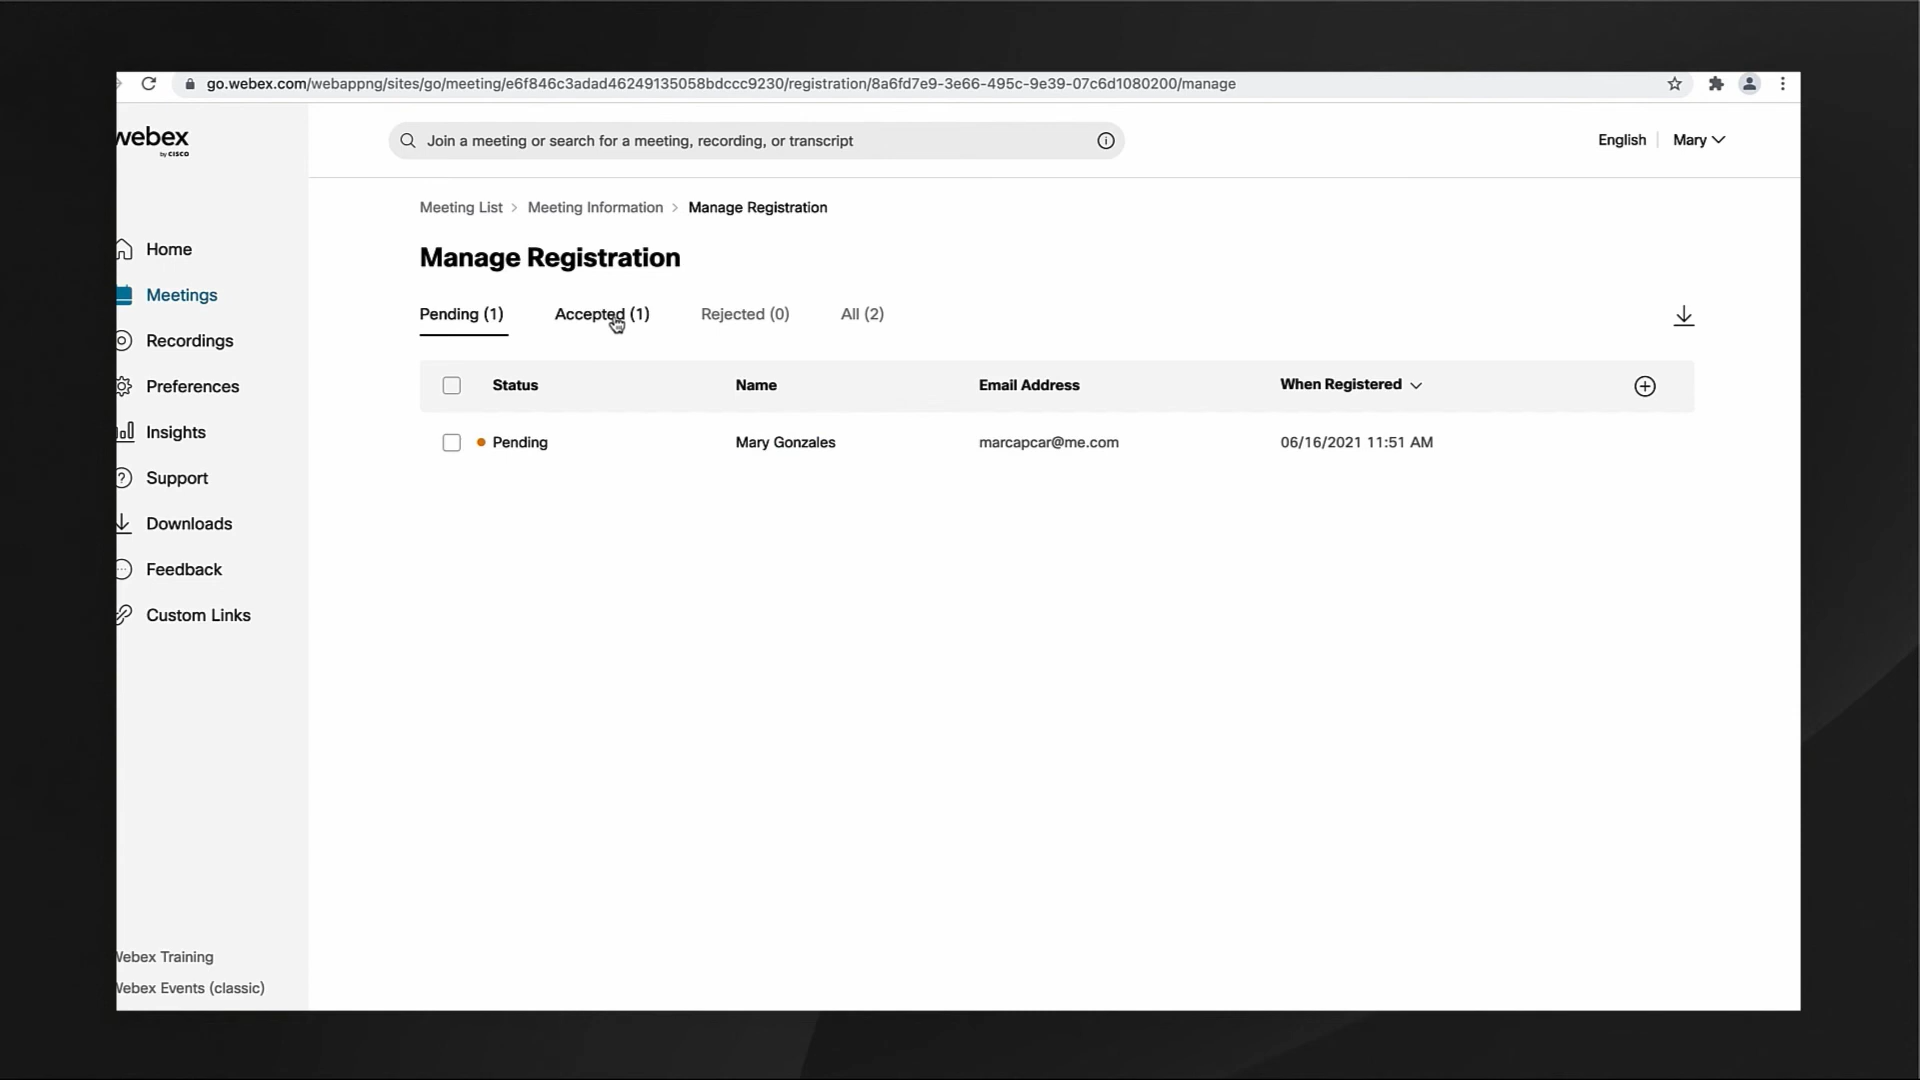 go.webex.com/webappng/sites/go/meeting/e6f846c3adad46249135058bdccc9230/registration/8a6fd7e9-3e66-495c-9e39-07c6d1080200/manage
webex
by CISCO
Join a meeting or search for a meeting, recording, or transcript
English
Mary
Meeting List > Meeting Information > Manage Registration
Manage Registration
Pending (1) Accepted (1) Rejected (0) All (2)
Status Name Email Address When Registered
Pending Mary Gonzales marcapcar@me.com 06/16/2021 11:51 AM
Home
Meetings
Recordings
Preferences
Insights
Support
Downloads
Feedback
Custom Links
Webex Training
Webex Events (classic)